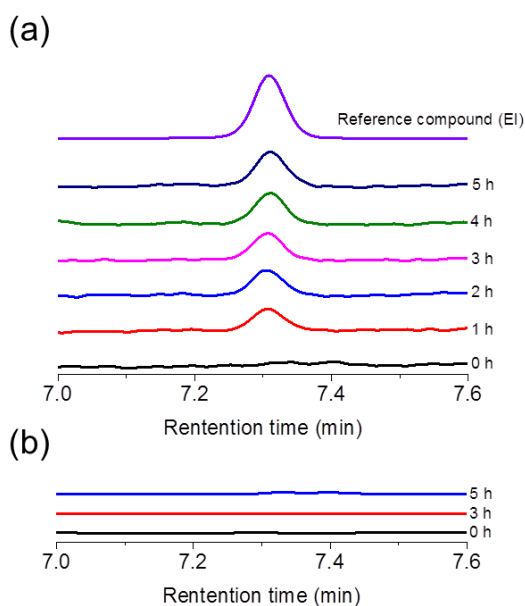 (a)
Reference compound (EI)
5 h
4 h
3 h
2 h
1 h
0 h
7.0 7.2 7.4 7.6
Rentention time (min)
(b)
5 h
3 h
0 h
7.0 7.2 7.4 7.6
Rentention time (min)